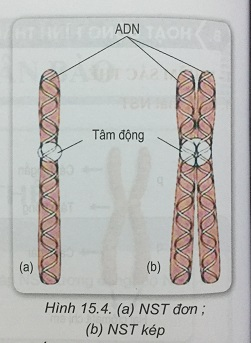 ADN
Tâm động
(a)
(b)
Hình 15.4. (a) NST đơn ;
(b) NST kép